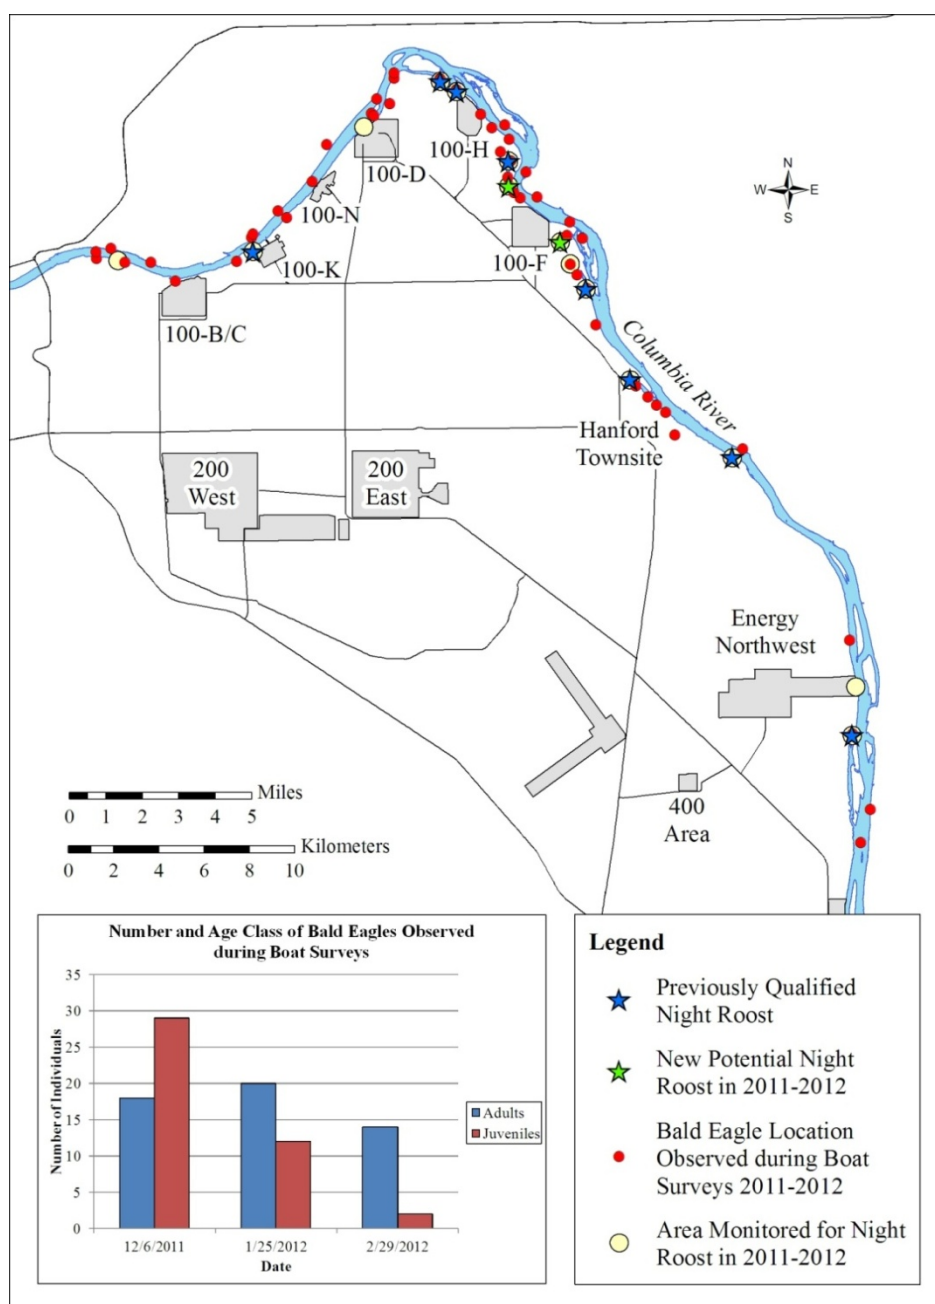 N
W E
S
100-H
100-D
100-N
100-F
100-K
100-B/C
Columbia River
Hanford
Townsite
200
West
200
East
Energy
Northwest
400
Area
Miles
0 1 2 3 4 5
Kilometers
0 2 4 6 8 10
Number and Age Class of Bald Eagles Observed
during Boat Surveys
Number of Individuals
35
30
25
20
15
10
5
0
12/6/2011 1/25/2012 2/29/2012
Date
Adults
Juveniles
Legend
Previously Qualified
Night Roost
New Potential Night
Roost in 2011-2012
Bald Eagle Location
Observed during Boat
Surveys 2011-2012
Area Monitored for Night
Roost in 2011-2012